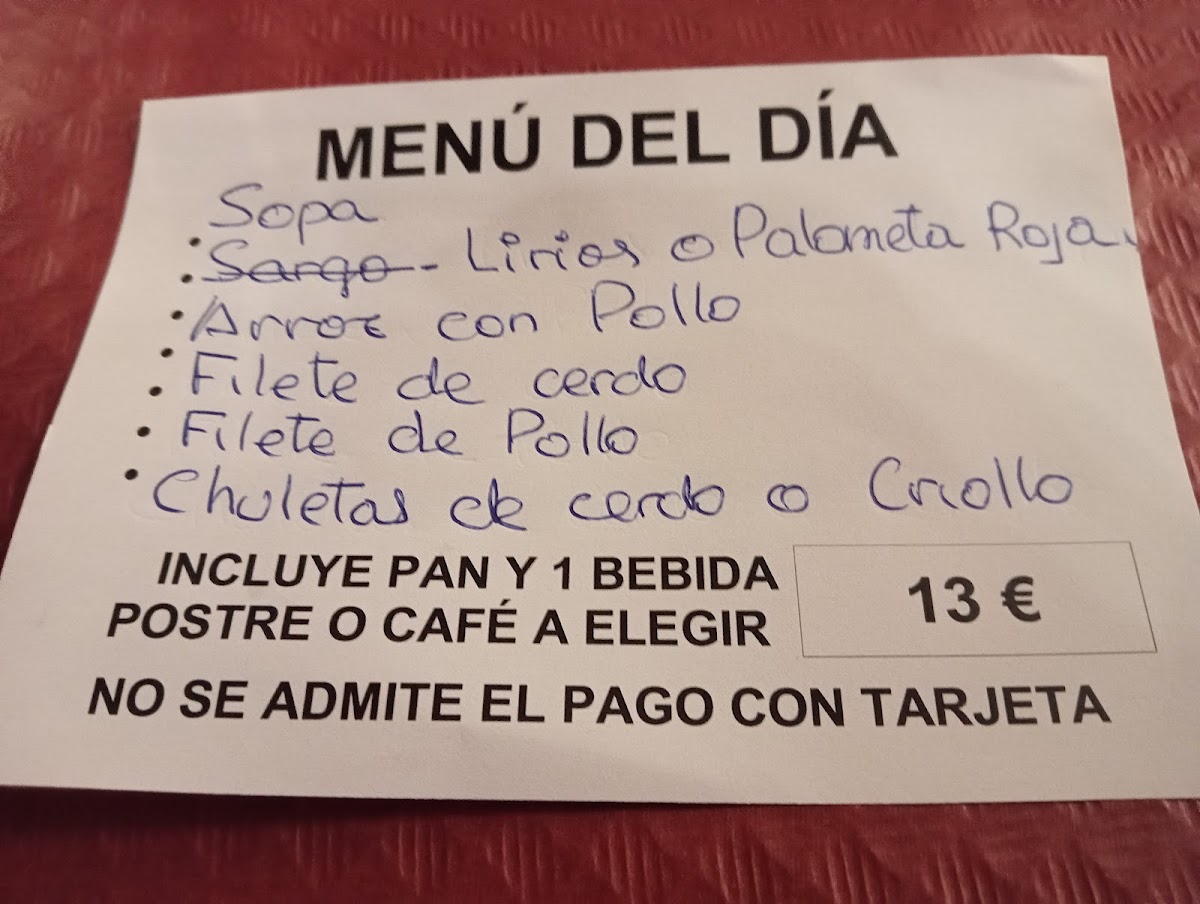 MENÚ DEL DÍA
Sopa
Sargo - Lirios o Palometa Roja.
Arroz con Pollo
Filete de cerdo
Filete de Pollo
Chuletas de cerdo o Criollo
INCLUYE PAN Y 1 BEBIDA
POSTRE O CAFÉ A ELEGIR
13 €
NO SE ADMITE EL PAGO CON TARJETA